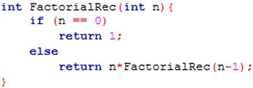 int FactorialRec(int n){
    if (n == 0)
        return 1;
    else
        return n*FactorialRec(n-1);
}